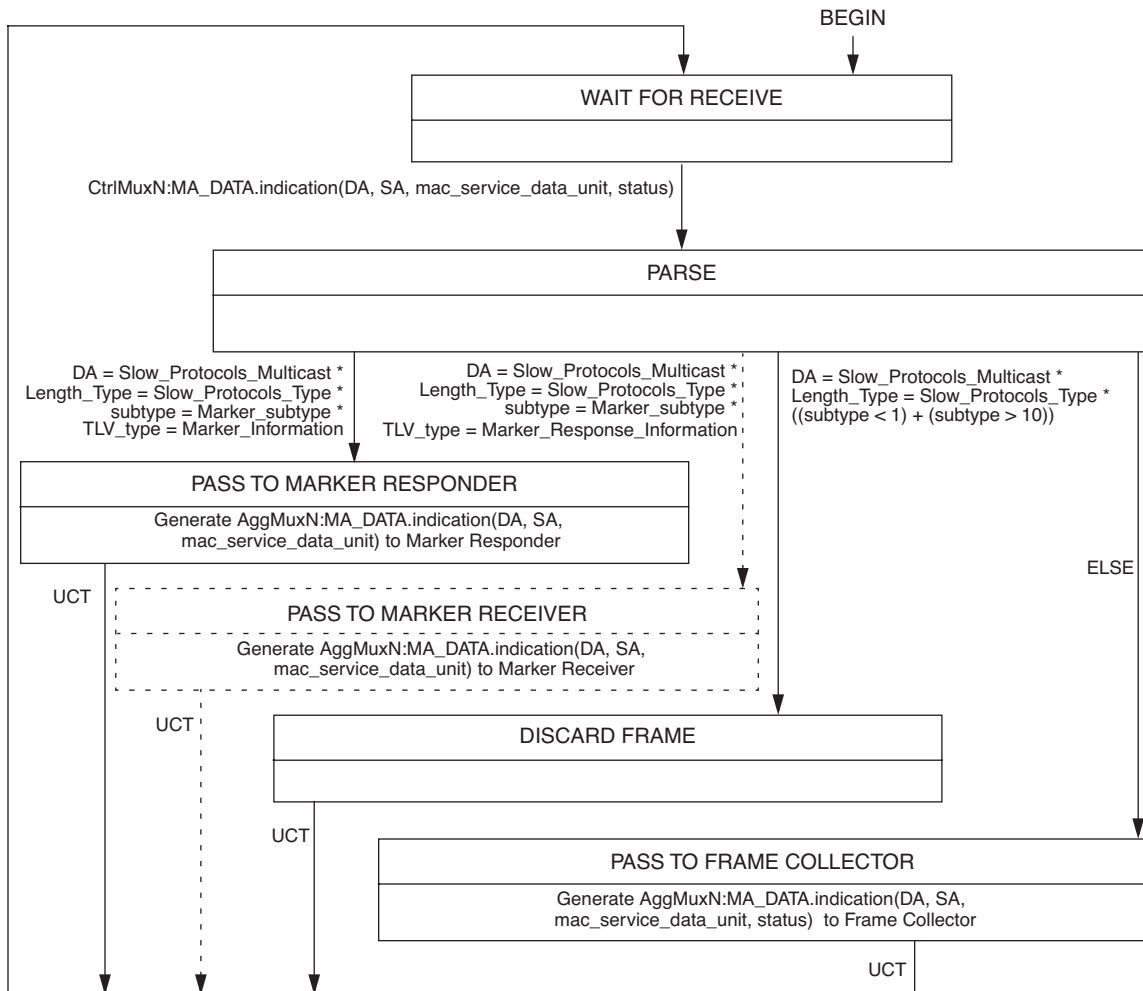 BEGIN
WAIT FOR RECEIVE
CtrlMuxN:MA_DATA.indication(DA, SA, mac_service_data_unit, status)
PARSE
DA = Slow_Protocols_Multicast *
Length_Type = Slow_Protocols_Type *
subtype = Marker_subtype *
TLV_type = Marker_Information
DA = Slow_Protocols_Multicast *
Length_Type = Slow_Protocols_Type *
subtype = Marker_subtype *
TLV_type = Marker_Response_Information
DA = Slow_Protocols_Multicast *
Length_Type = Slow_Protocols_Type *
((subtype < 1) + (subtype > 10))
PASS TO MARKER RESPONDER
Generate AggMuxN:MA_DATA.indication(DA, SA,
mac_service_data_unit) to Marker Responder
ELSE
UCT
PASS TO MARKER RECEIVER
Generate AggMuxN:MA_DATA.indication(DA, SA,
mac_service_data_unit) to Marker Receiver
UCT
DISCARD FRAME
UCT
PASS TO FRAME COLLECTOR
Generate AggMuxN:MA_DATA.indication(DA, SA,
mac_service_data_unit, status) to Frame Collector
UCT